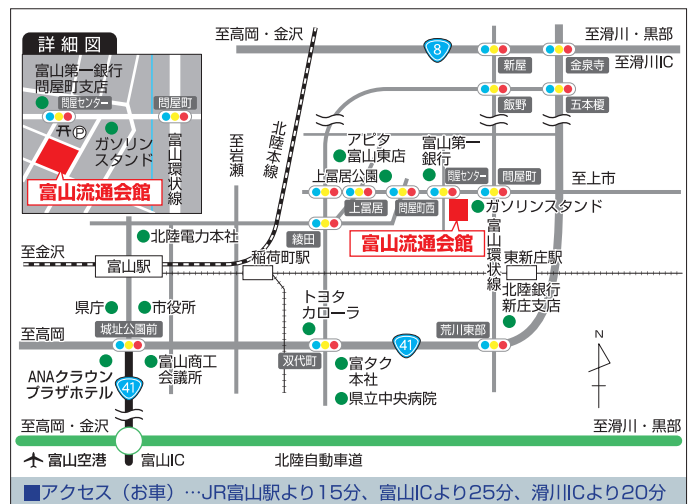 詳細図
富山第一銀行
問屋町支店
問屋センター
問屋町
P
ガソリン
スタンド
富山環状線
富山流通会館
至高岡・金沢
8
至滑川・黒部
至滑川IC
新屋
金泉寺
飯野
五本榎
北陸本線
至岩瀬
アピタ
富山東店
富山第一
銀行
上冨居公園
問屋センター
問屋町
至上市
上冨居
問屋町西
ガソリンスタンド
綾田
富山流通会館
富山環状線
北陸電力本社
至金沢
富山駅
稲荷町駅
東新庄駅
北陸銀行
新庄支店
県庁
市役所
トヨタ
カローラ
至高岡
城址公園前
双代町
41
荒川東部
N
ANAクラウン
プラザホテル
富山商工
会議所
41
富タク
本社
県立中央病院
至高岡・金沢
至滑川・黒部
富山空港
富山IC
北陸自動車道
■アクセス（お車）…JR富山駅より15分、富山ICより25分、滑川ICより20分